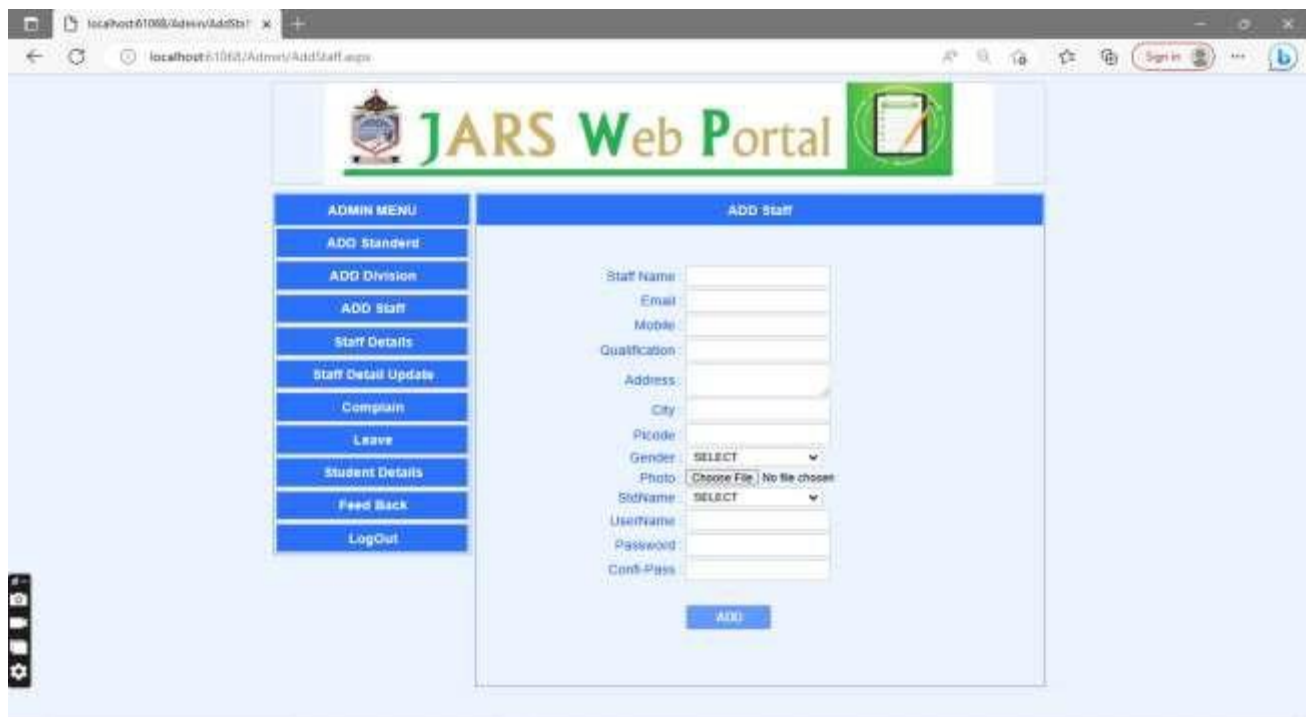 localhost:61068/Admin/AddStaf
localhost:61068/Admin/AddStaff.aspx
Sign in
JARS Web Portal
ADMIN MENU
ADD Standerd
ADD Division
ADD Staff
Staff Details
Staff Detail Update
Complain
Leave
Student Details
Feed Back
LogOut
ADD Staff
Staff Name :
Email :
Mobile :
Qualification :
Address :
City :
Picode :
Gender : SELECT
Photo : Choose File No file chosen
StdName : SELECT
UserName :
Password :
Confi-Pass :
ADD